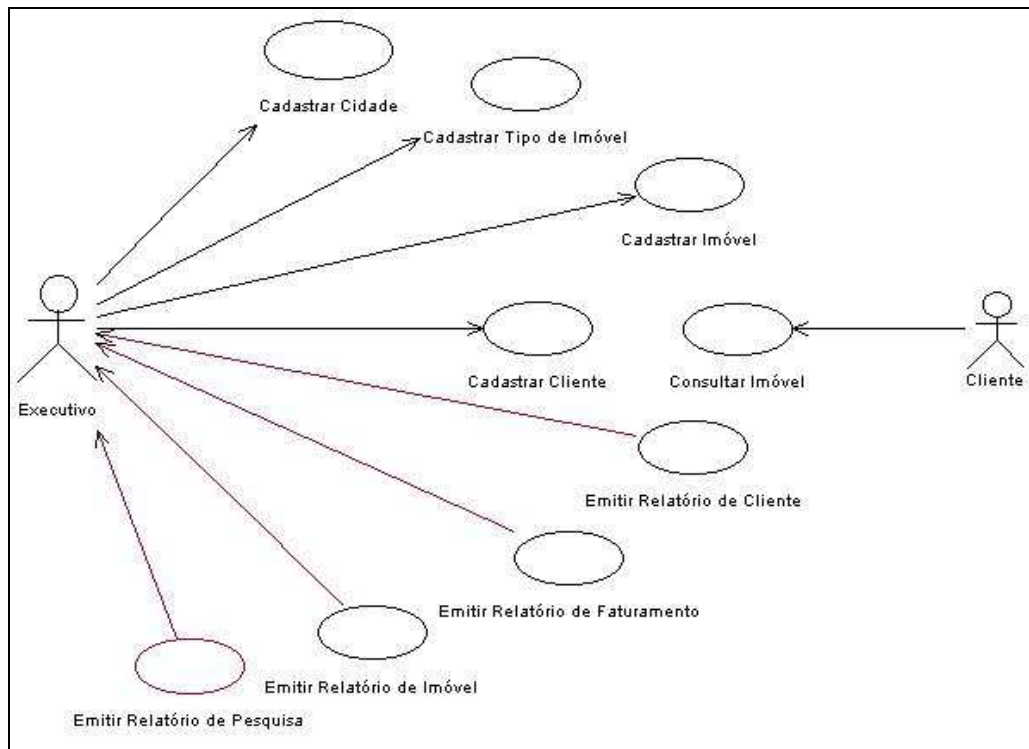 Cadastrar Cidade
Cadastrar Tipo de Imóvel
Cadastrar Imóvel
Cadastrar Cliente
Consultar Imóvel
Cliente
Executivo
Emitir Relatório de Cliente
Emitir Relatório de Faturamento
Emitir Relatório de Imóvel
Emitir Relatório de Pesquisa